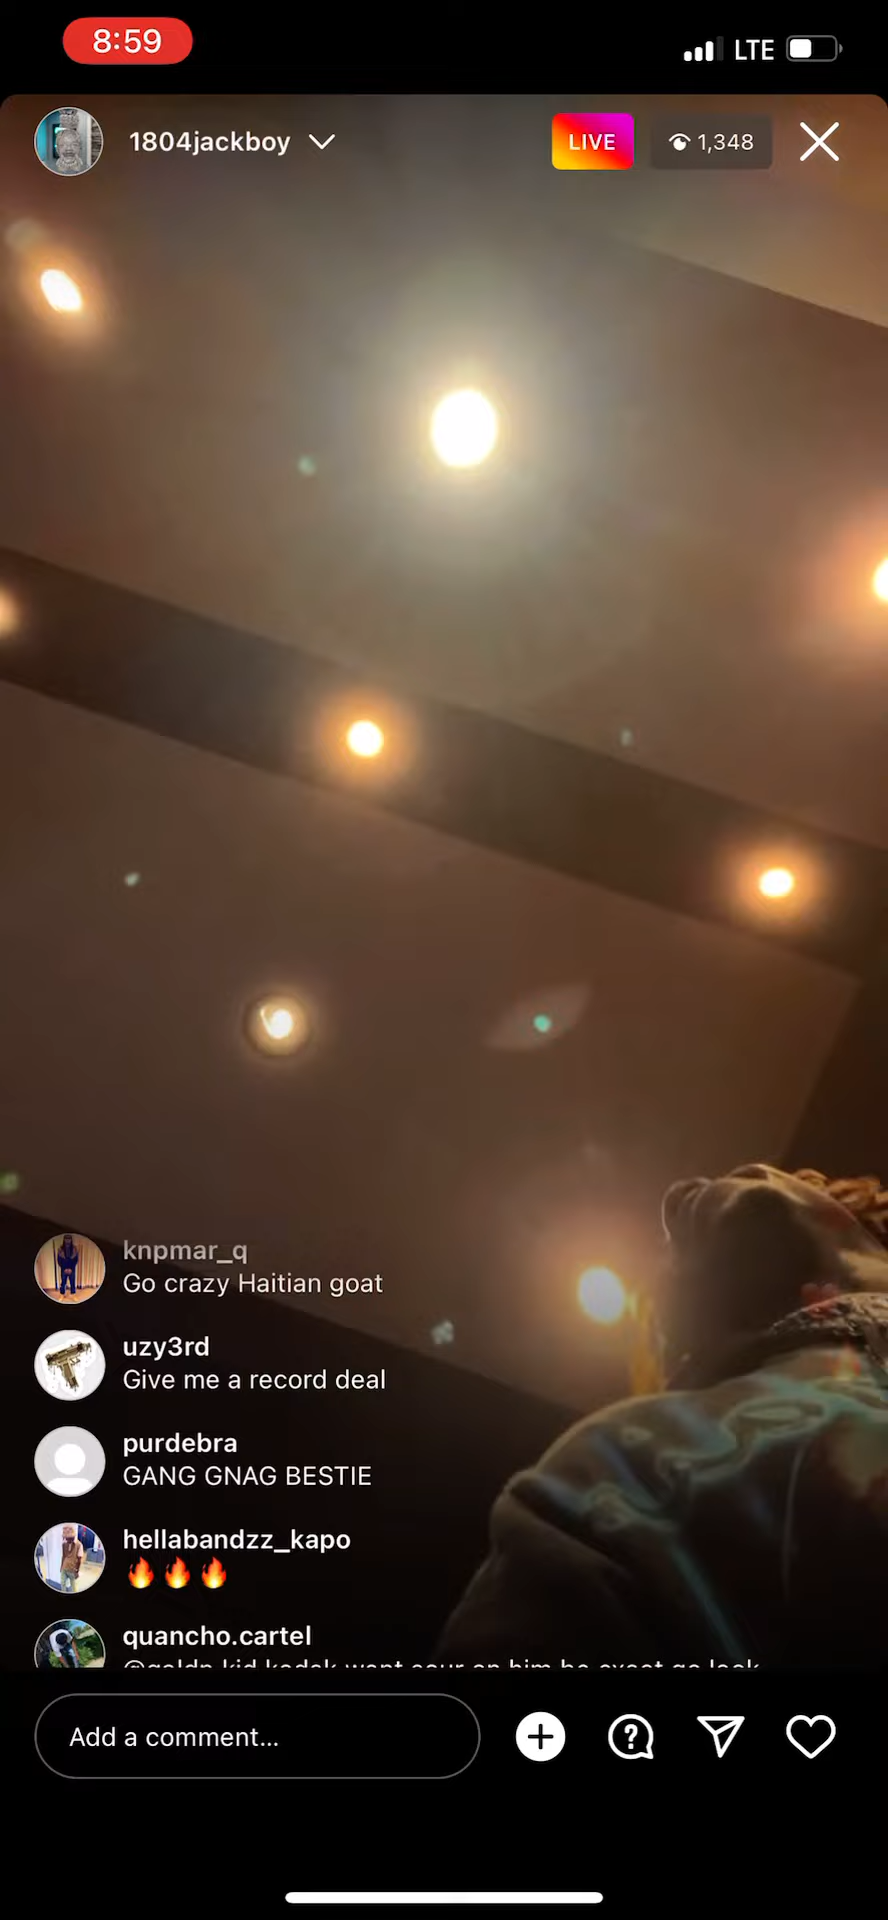 8:59
LTE
1804jackboy
LIVE
1,348
knpmar_q
Go crazy Haitian goat
uzy3rd
Give me a record deal
purdebra
GANG GNAG BESTIE
hellabandzz_kapo
🔥🔥🔥
quancho.cartel
Add a comment...